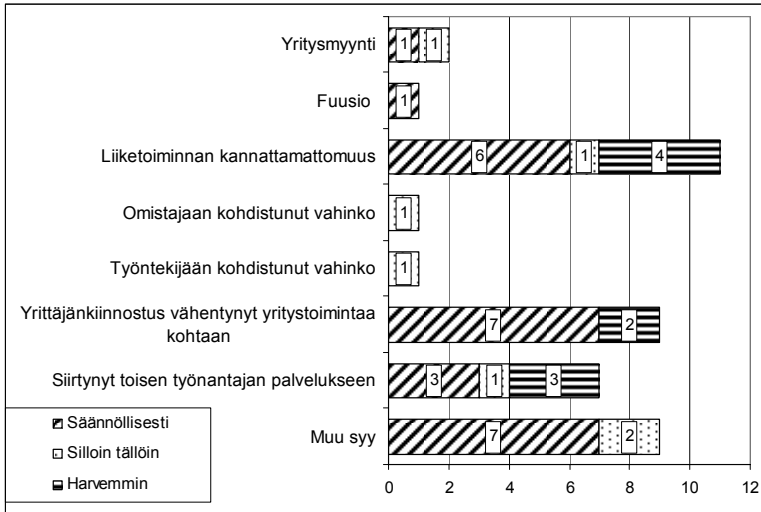 Yritysmyynti
1 1
Fuusio
1
Liiketoiminnan kannattamattomuus
6 1 4
Omistajaan kohdistunut vahinko
1
Työntekijään kohdistunut vahinko
1
Yrittäjänkiinnostus vähentynyt yritystoimintaa
kohtaan
7 2
Siirtynyt toisen työnantajan palvelukseen
3 1 3
Muu syy
7 2
Säännöllisesti
Silloin tällöin
Harvemmin
0 2 4 6 8 10 12